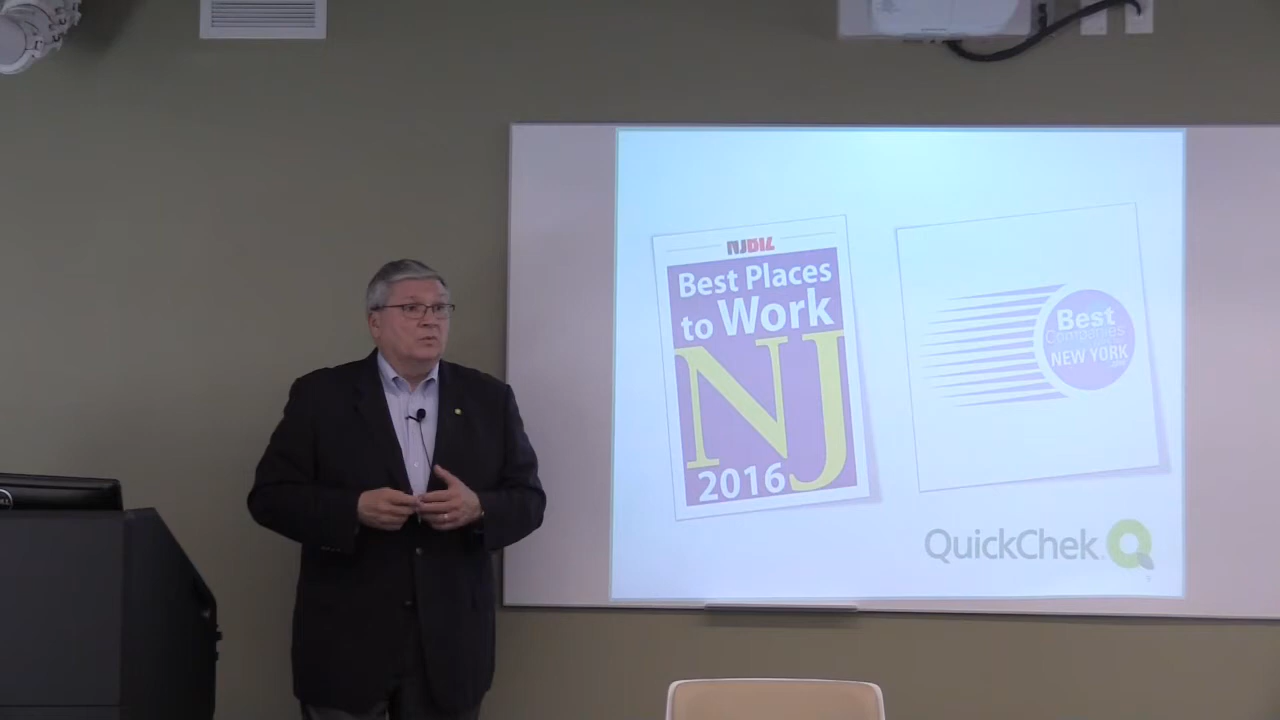 NJBIZ
Best Places
to Work
NJ
2016
Best
Companies
NEW YORK
QuickChek